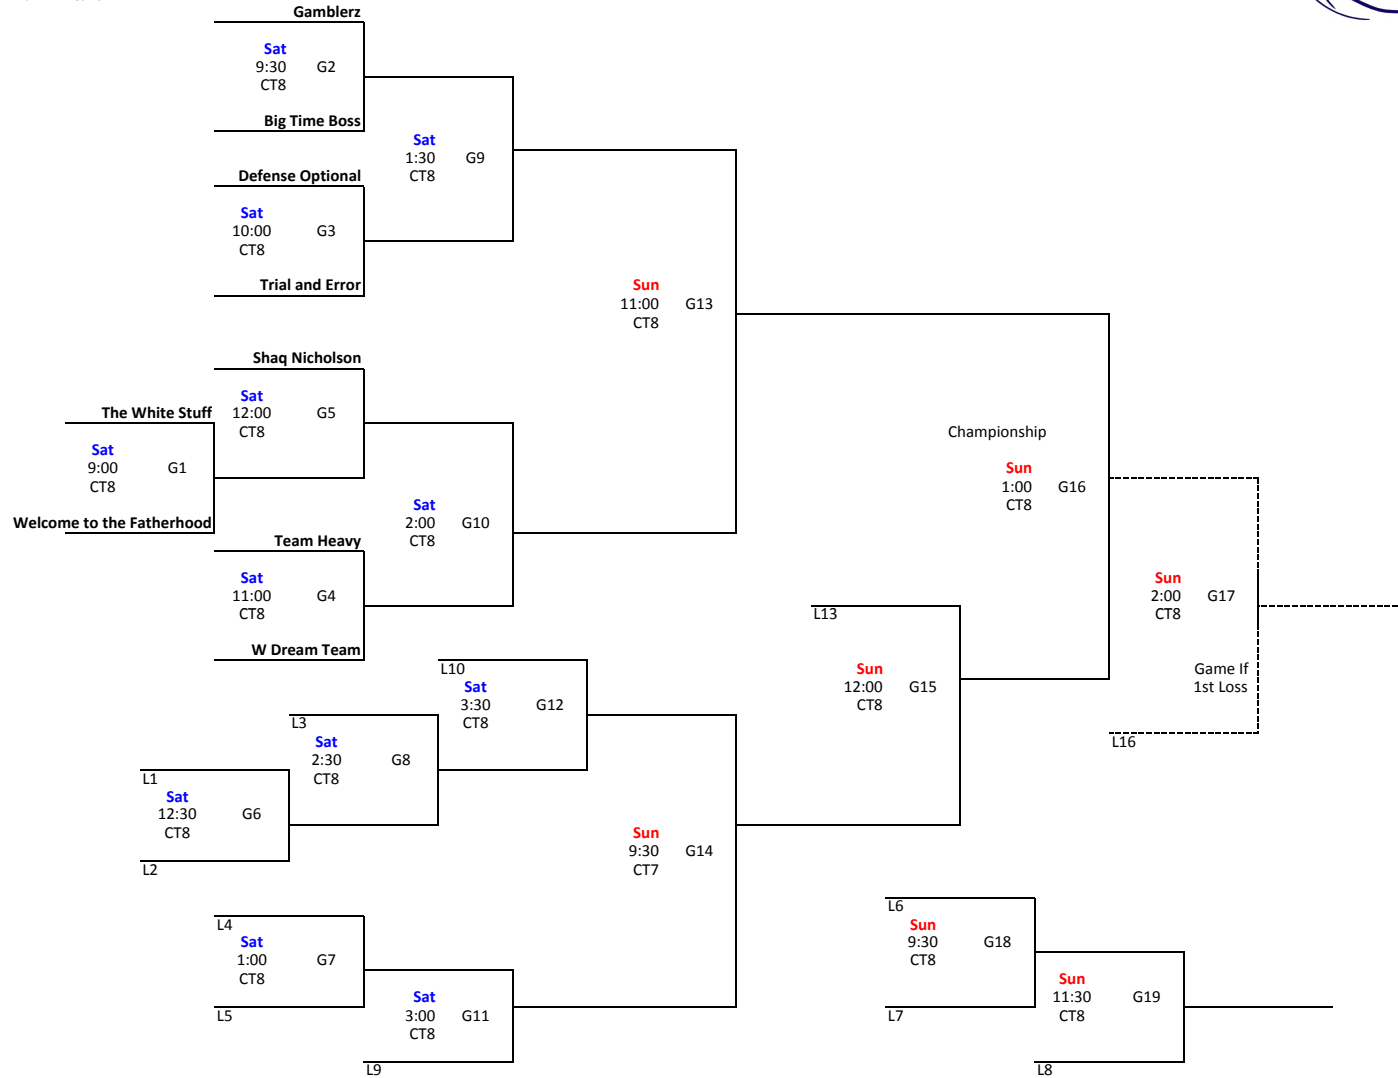 Gamblerz
Sat
9:30 G2
CT8
Big Time Boss
Sat
1:30 G9
CT8
Defense Optional
Sat
10:00 G3
CT8
Trial and Error
Sun
11:00 G13
CT8
Shaq Nicholson
Sat
12:00 G5
CT8
The White Stuff
Sat
9:00 G1
CT8
Welcome to the Fatherhood
Sat
2:00 G10
CT8
Team Heavy
Sat
11:00 G4
CT8
W Dream Team
Championship
Sun
1:00 G16
CT8
Sun
2:00 G17
CT8
Game If
1st Loss
L16
L13
Sun
12:00 G15
CT8
L10
Sat
3:30 G12
CT8
L3
Sat
2:30 G8
CT8
L1
Sat
12:30 G6
CT8
L2
Sun
9:30 G14
CT7
L4
Sat
1:00 G7
CT8
L5
Sat
3:00 G11
CT8
L9
L6
Sun
9:30 G18
CT8
L7
Sun
11:30 G19
CT8
L8